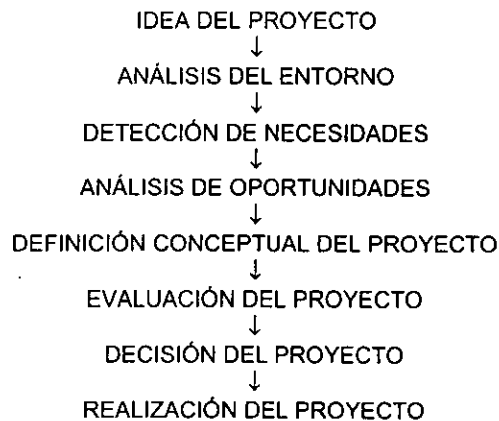 IDEA DEL PROYECTO
↓
ANÁLISIS DEL ENTORNO
↓
DETECCIÓN DE NECESIDADES
↓
ANÁLISIS DE OPORTUNIDADES
↓
DEFINICIÓN CONCEPTUAL DEL PROYECTO
↓
EVALUACIÓN DEL PROYECTO
↓
DECISIÓN DEL PROYECTO
↓
REALIZACIÓN DEL PROYECTO